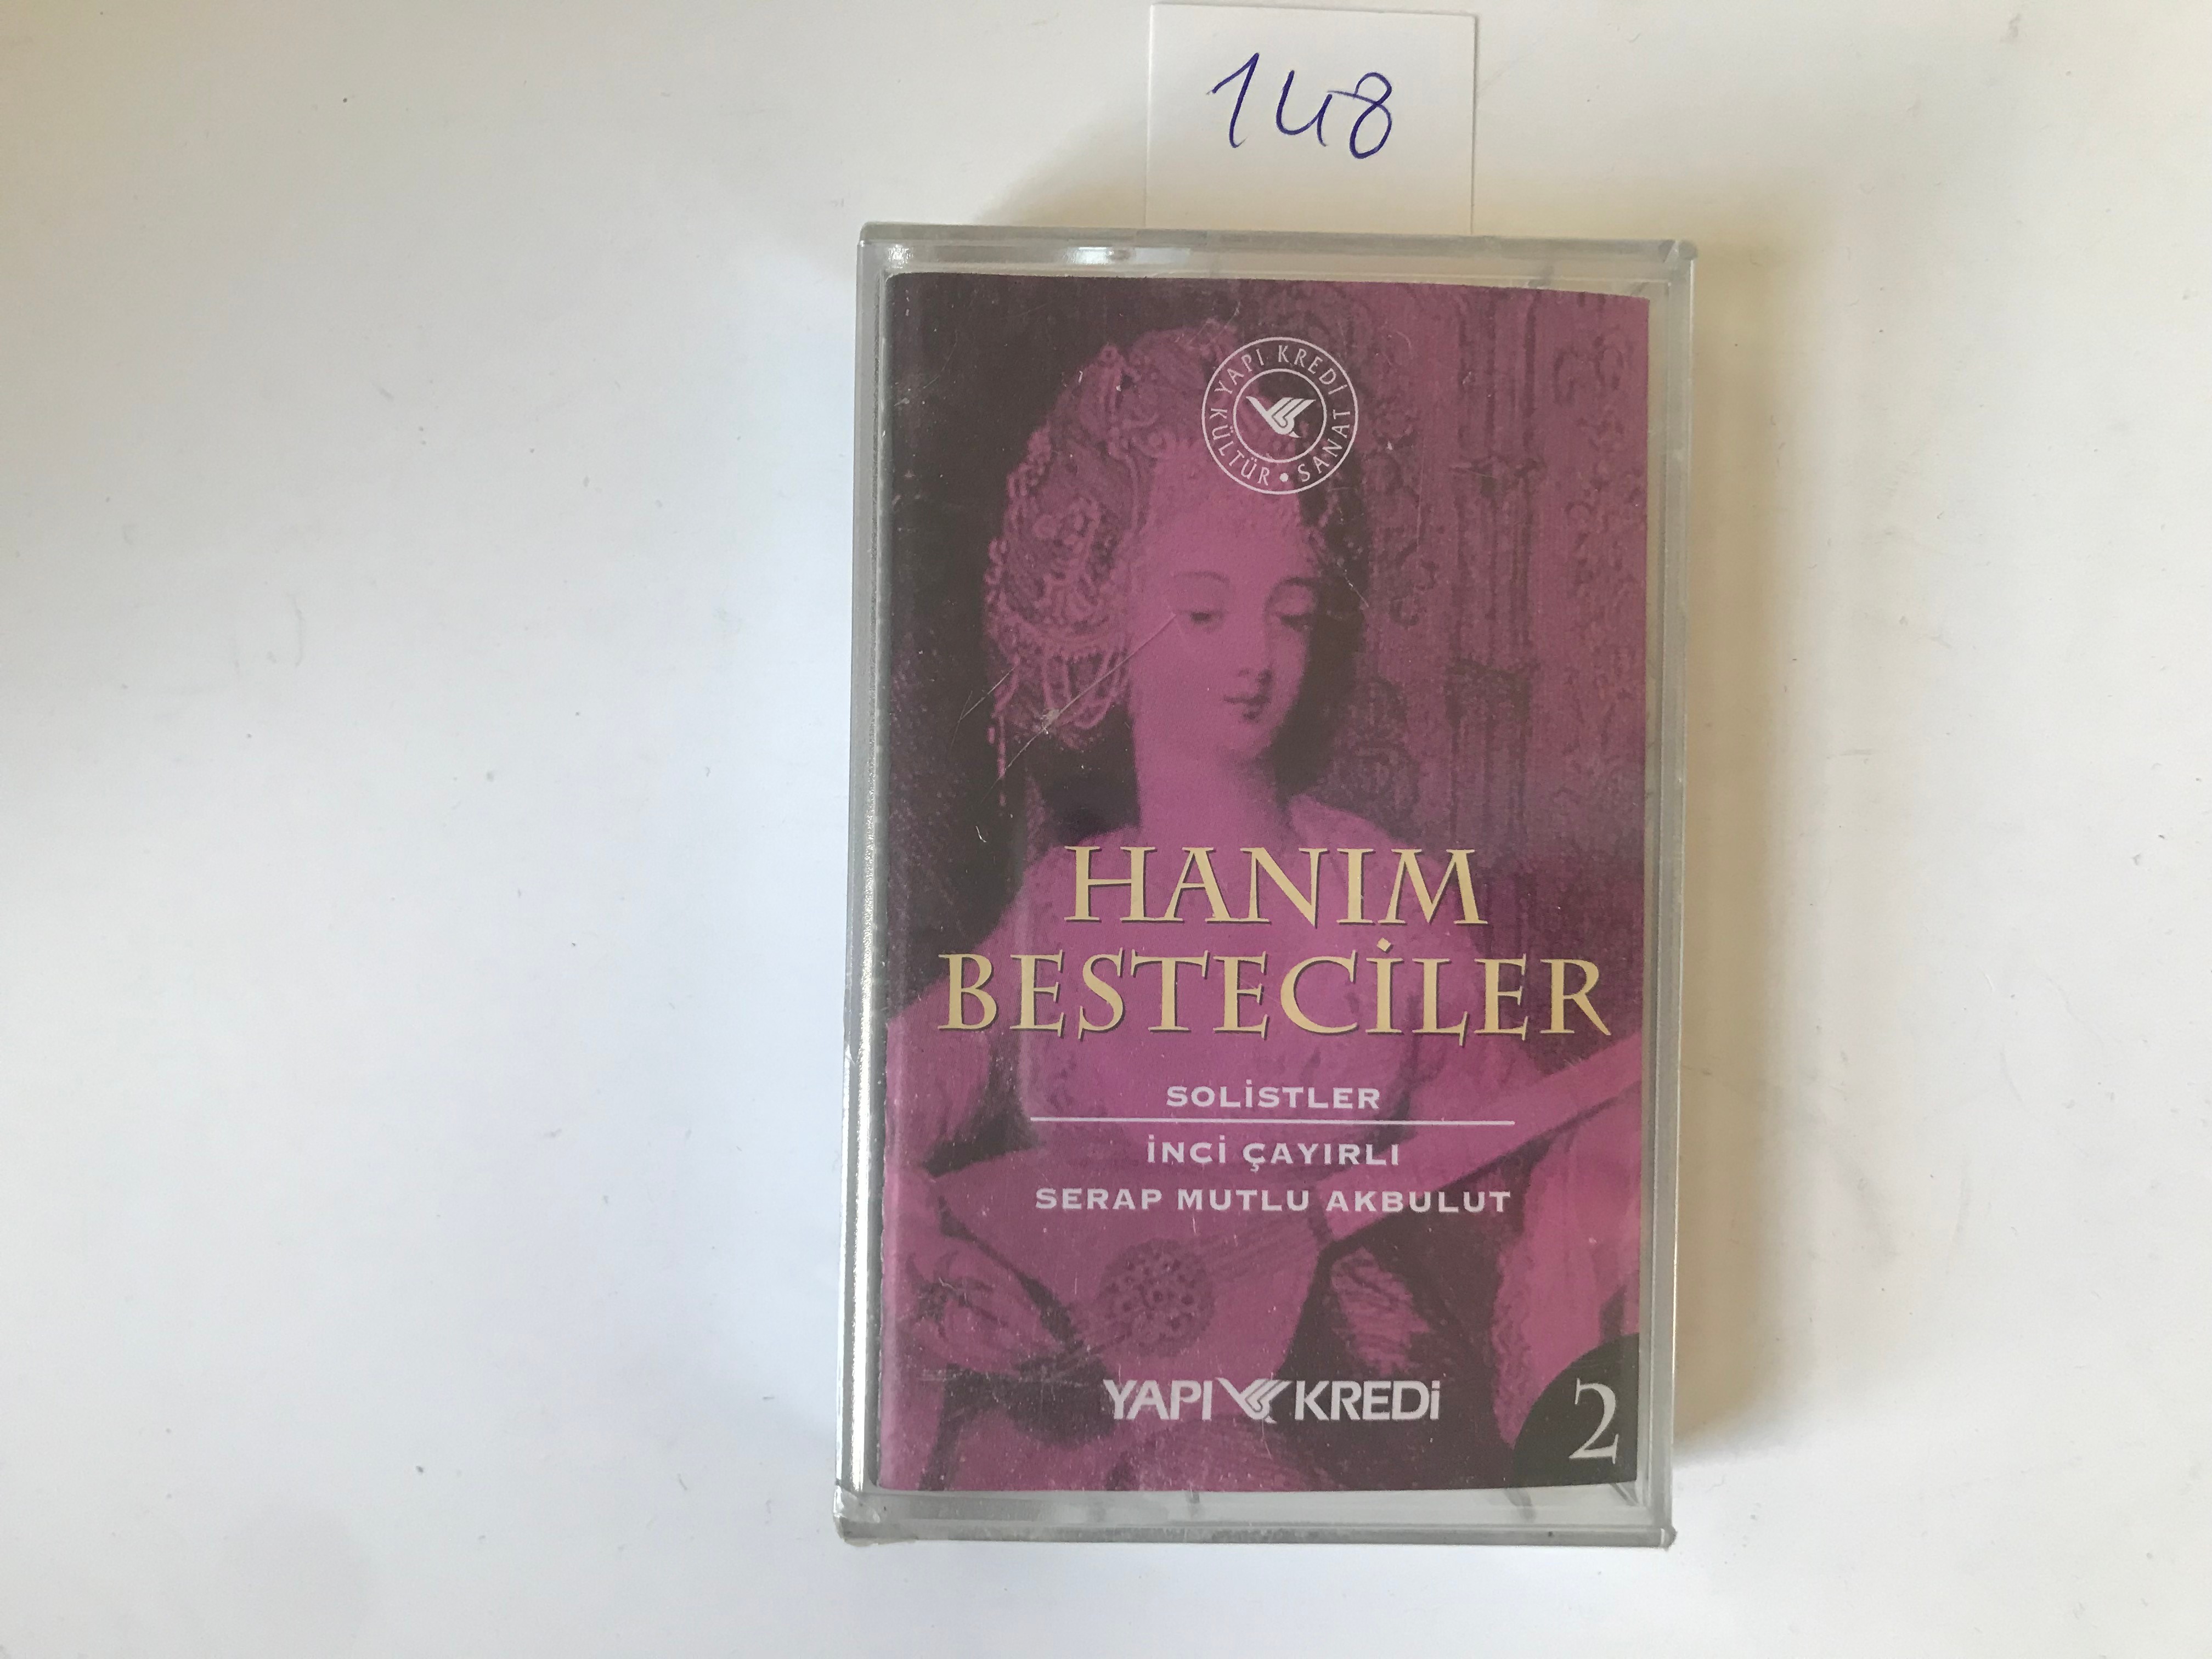 148
YAPI KREDİ
KÜLTÜR • SANAT
HANIM
BESTECİLER
SOLİSTLER
İNCİ ÇAYIRLI
SERAP MUTLU AKBULUT
YAPI KREDİ
2